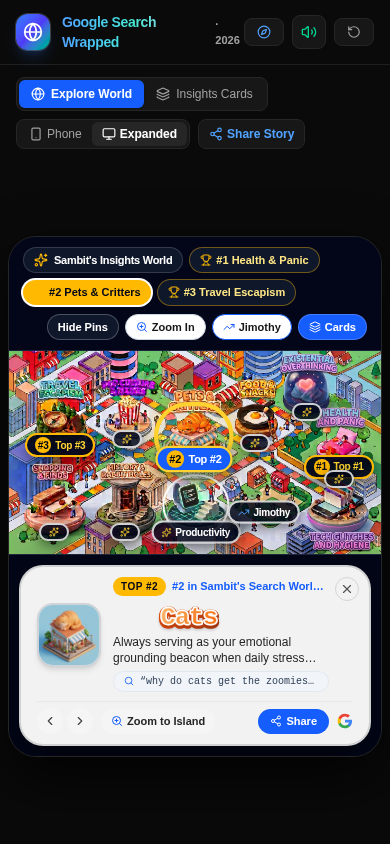 Google Search
Wrapped
· 2026
Explore World
Insights Cards
Phone
Expanded
Share Story
Sambit's Insights World
#1 Health & Panic
#2 Pets & Critters
#3 Travel Escapism
Hide Pins
Zoom In
Jimothy
Cards
EXISTENTIAL
OVERTHINKING
TRAVEL
ESCAPISM
PETS &
FOOD &
SNACKS
HEALTH
AND PANIC
#3 Top #3
#2 Top #2
#1 Top #1
SHOPPING
& FINDS
HISTORY &
RABBIT HOLES
Jimothy
Productivity
TECH GLITCHES
AND HYGIENE
TOP #2
#2 in Sambit's Search Worl…
Cats
Always serving as your emotional
grounding beacon when daily stress…
“why do cats get the zoomies…
Zoom to Island
Share